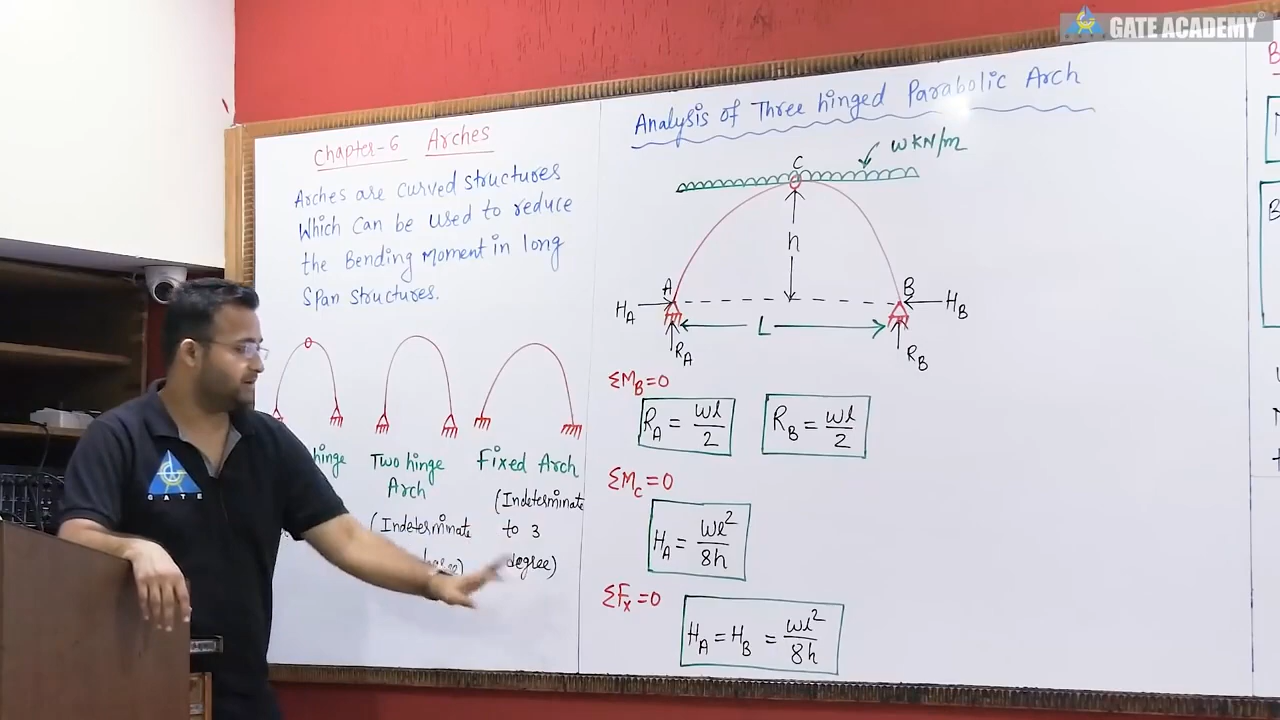 GATE ACADEMY
Chapter-6 Arches
Arches are curved structures
Which Can be used to reduce
the Bending Moment in long
Span structures.
hinge
Two hinge
Arch
(Indeterminate
degree)
Fixed Arch
(Indeterminate
to 3
degree)
Analysis of Three hinged Parabolic Arch
w KN/m
C
h
A
B
H_A
H_B
L
R_A
R_B
ΣM_B=0
R_A = wl/2
R_B = wl/2
ΣM_C=0
H_A = wl²/8h
ΣF_x=0
H_A = H_B = wl²/8h
GATE